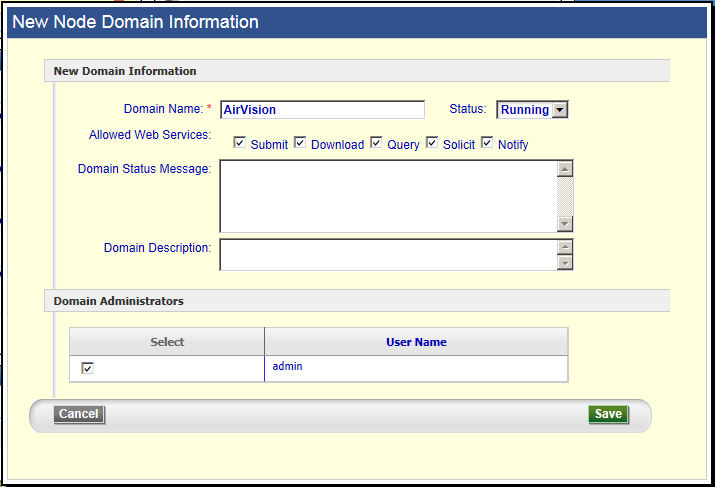 New Node Domain Information
New Domain Information
Domain Name: * AirVision Status: Running
Allowed Web Services: Submit Download Query Solicit Notify
Domain Status Message:
Domain Description:
Domain Administrators
Select User Name
admin
Cancel Save